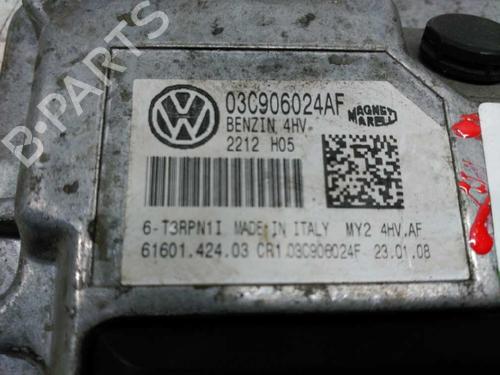 03C906024AF
MAGNETI
MARELLI
BENZIN 4HV
2212 H05
6-T3RPN1I MADE IN ITALY MY2 4HV.AF
61601.424.03 CR1 03C906024F 23.01.08
B-PARTS